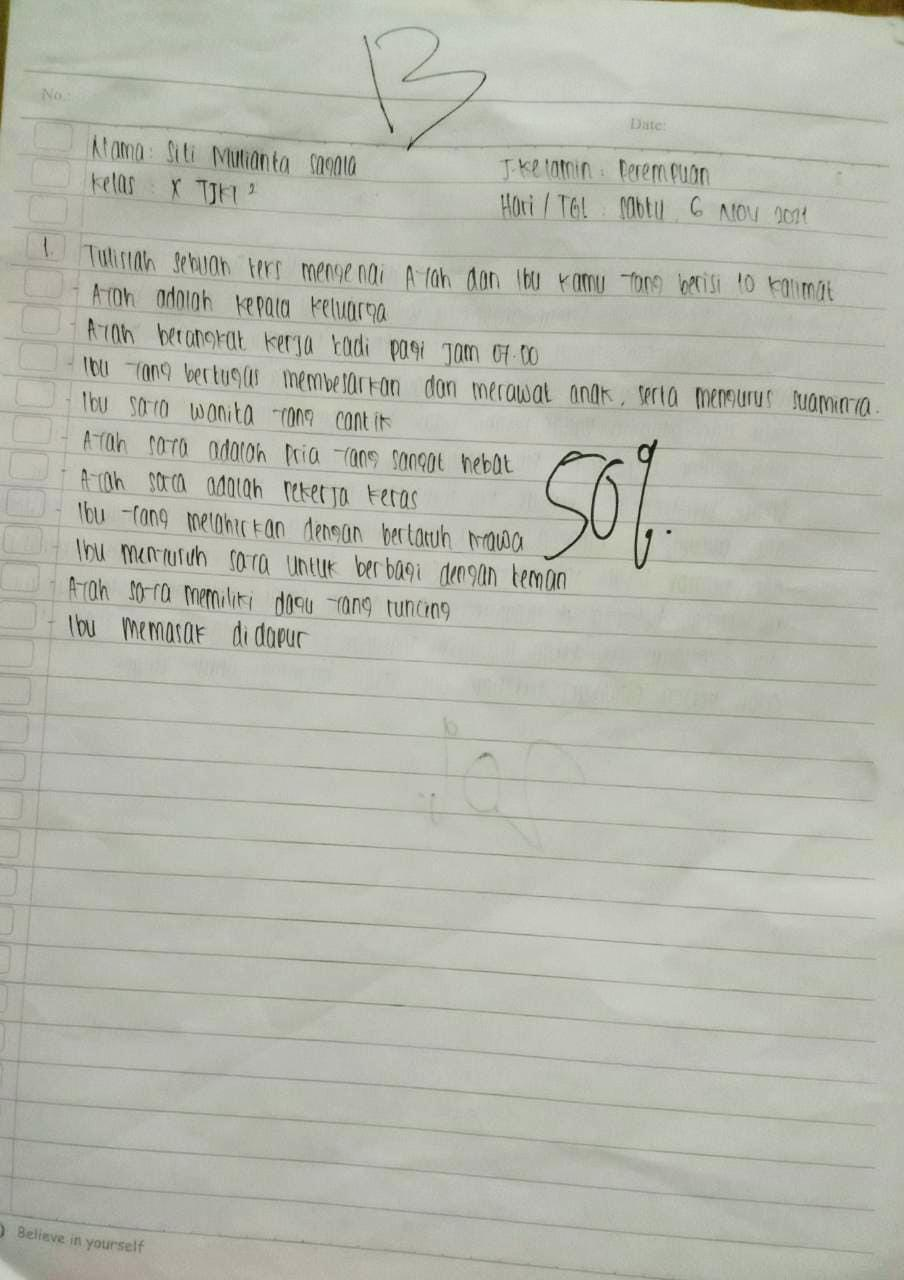 B
No.:
Date:
Nama: Siti Mulianta Sagala
J.Kelamin: Perempuan
Kelas: X TJKT 2
Hari / TGL: Sabtu, 6 NOV 2021
1. Tulislah sebuah teks mengenai Ayah dan Ibu kamu yang berisi 10 kalimat
- Ayah adalah kepala keluarga
- Ayah berangkat kerja tadi pagi jam 07.00
- Ibu yang bertugas membesarkan dan merawat anak, serta mengurus suaminya.
- Ibu saya wanita yang cantik
- Ayah saya adalah pria yang sangat hebat
- Ayah saya adalah pekerja keras
- Ibu yang melahirkan dengan bertaruh nyawa
- Ibu menyuruh saya untuk berbagi dengan teman
- Ayah saya memiliki dagu yang runcing
- Ibu memasak di dapur
50%.
Believe in yourself